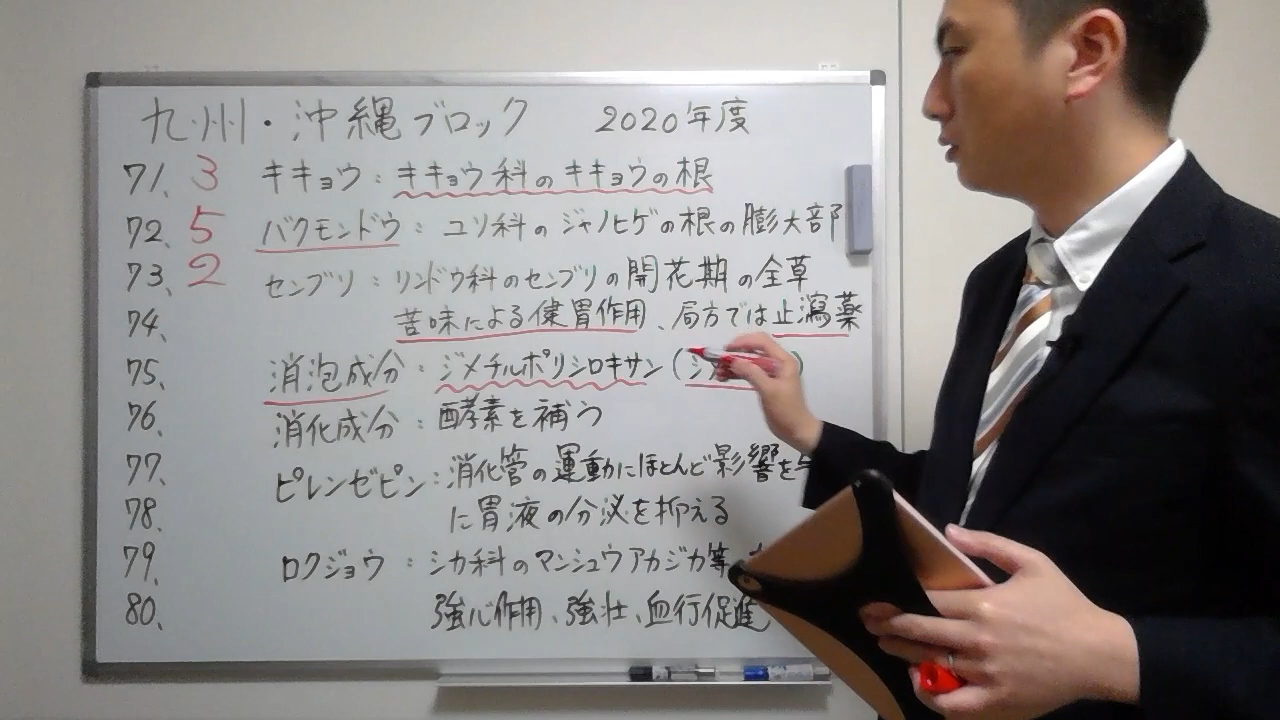 九州・沖縄ブロック 2020年度
71、 3 キキョウ：キキョウ科のキキョウの根
72、 5 バクモンドウ：ユリ科のジャノヒゲの根の膨大部
73、 2 センブリ：リンドウ科のセンブリの開花期の全草
74、 苦味による健胃作用、局方では止瀉薬
75、 消泡成分：ジメチルポリシロキサン（ジ
76、 消化成分：酵素を補う
77、 ピレンゼピン：消化管の運動にほとんど影響を
78、 に胃液の分泌を抑える
79、 ロクジョウ：シカ科のマンシュウアカジカ等
80、 強心作用、強壮、血行促進